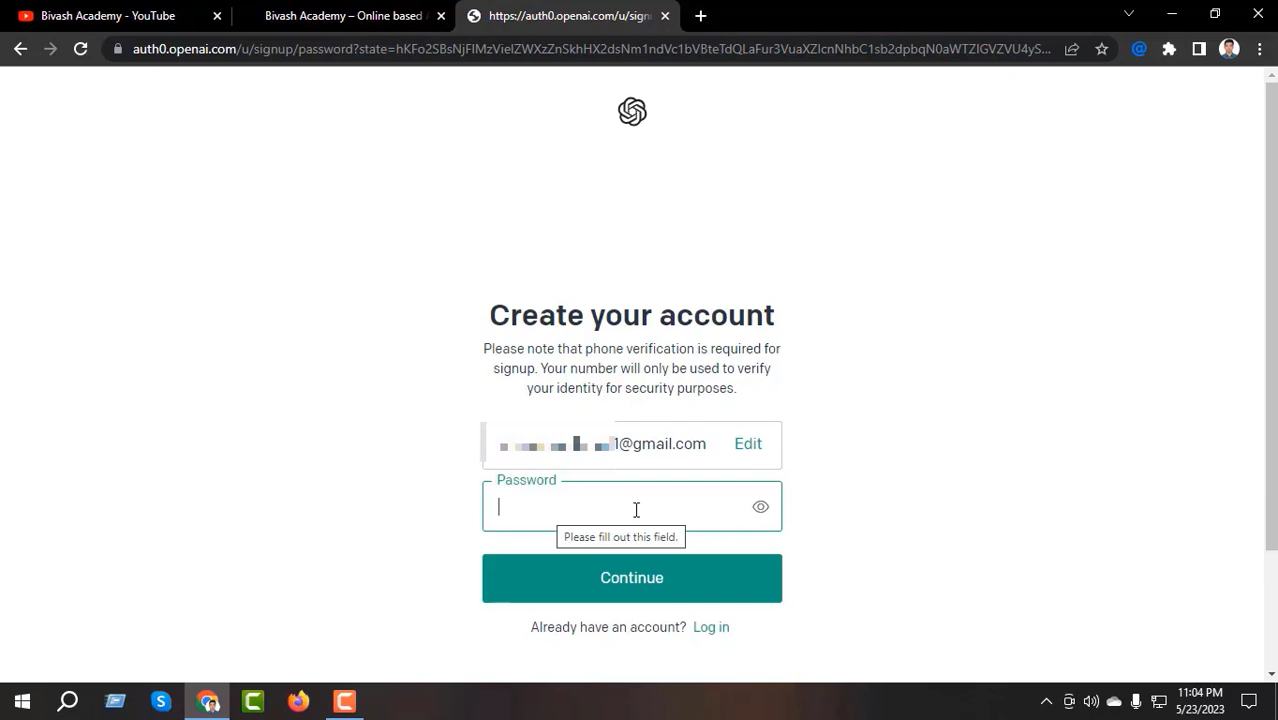 Bivash Academy - YouTube
Bivash Academy – Online based A
https://auth0.openai.com/u/sign
auth0.openai.com/u/signup/password?state=
Create your account
Please note that phone verification is required for
signup. Your number will only be used to verify
your identity for security purposes.
1@gmail.com Edit
Password
Please fill out this field.
Continue
Already have an account? Log in
11:04 PM
5/23/2023